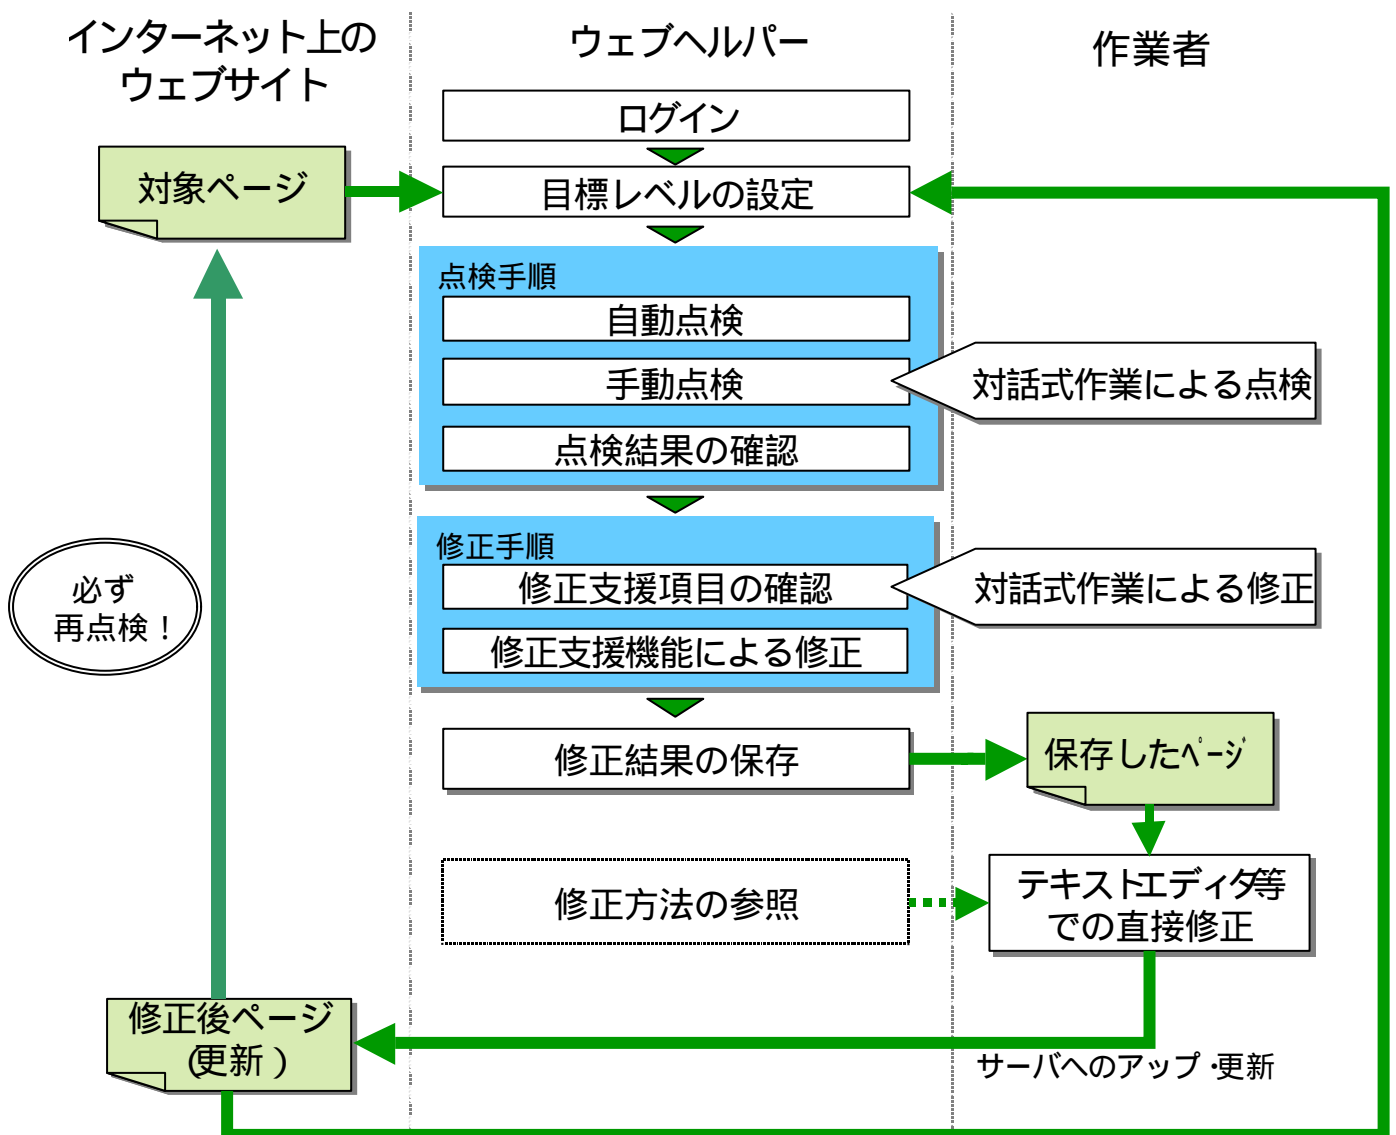 インターネット上の
ウェブサイト
ウェブヘルパー
作業者
ログイン
対象ページ
目標レベルの設定
点検手順
自動点検
手動点検
対話式作業による点検
点検結果の確認
修正手順
修正支援項目の確認
対話式作業による修正
必ず
再点検！
修正支援機能による修正
修正結果の保存
保存したﾍﾟｰｼﾞ
修正方法の参照
テキストエディタ等
での直接修正
修正後ページ
(更新）
サーバへのアップ・更新